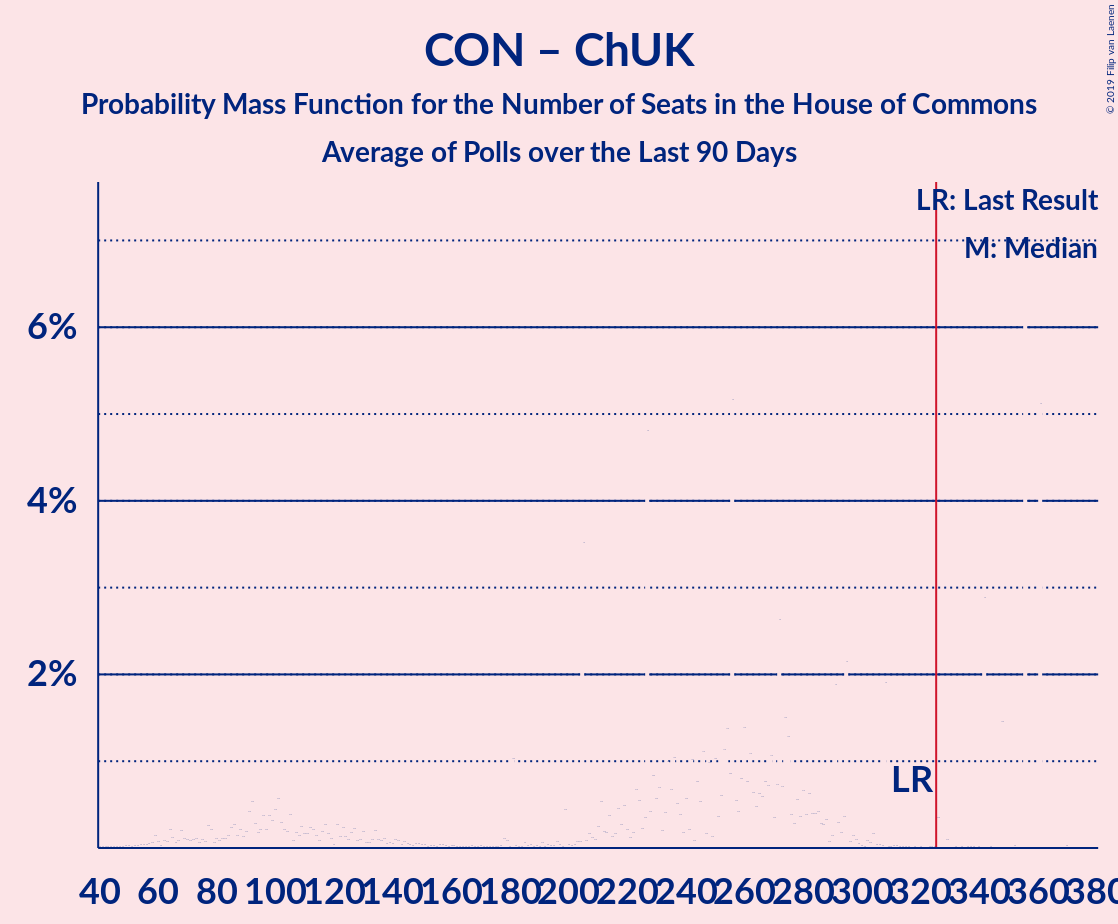 CON – ChUK
Probability Mass Function for the Number of Seats in the House of Commons
Average of Polls over the Last 90 Days
© 2019 Filip van Laenen
LR: Last Result
M: Median
6%
4%
2%
LR
40 60 80 100 120 140 160 180 200 220 240 260 280 300 320 340 360 380